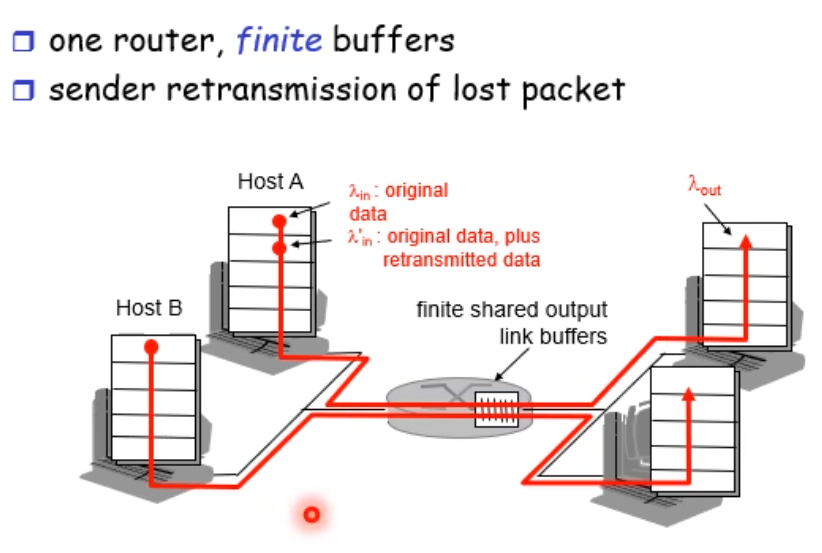 one router, finite buffers
sender retransmission of lost packet
Host A
λin : original
data
λ'in : original data, plus
retransmitted data
λout
Host B
finite shared output
link buffers